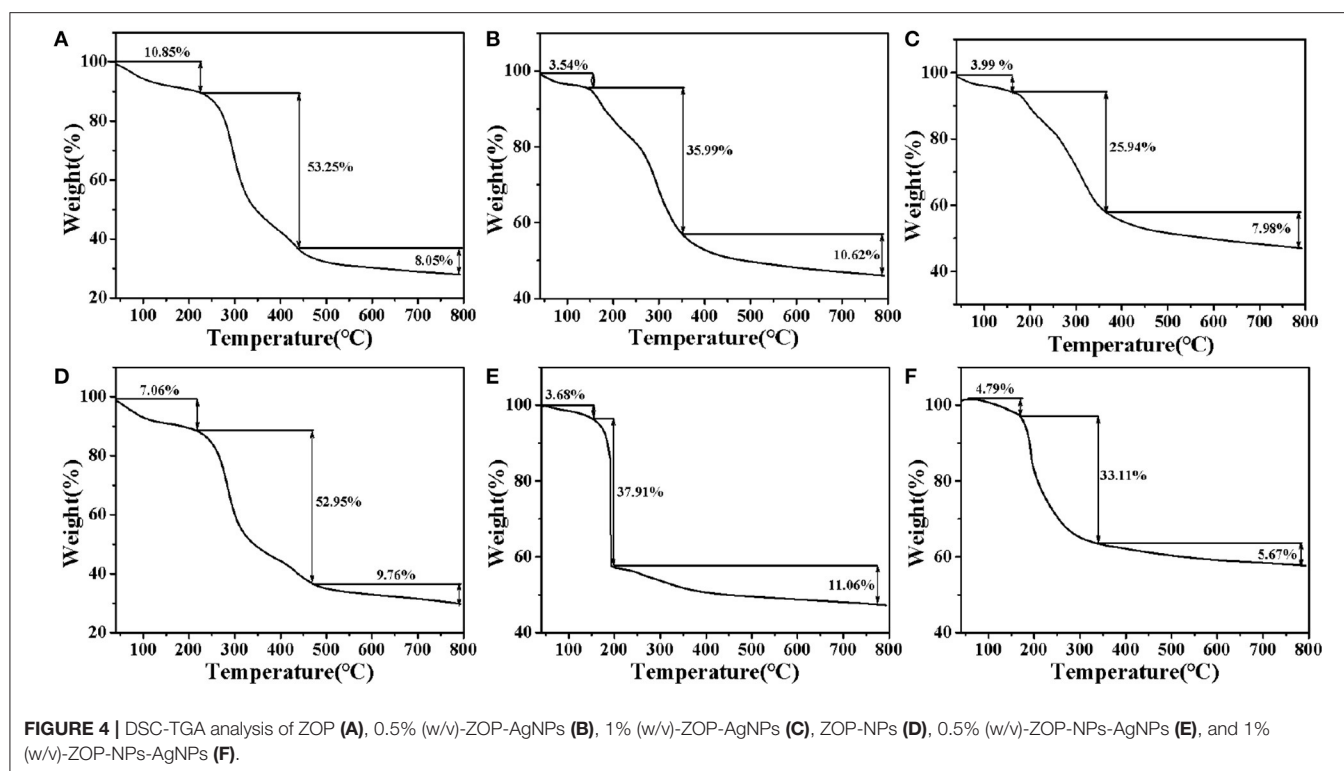 A
10.85%
100
80
60
40
20
53.25%
8.05%
Weight(%)
100 200 300 400 500 600 700 800
Temperature(°C)
B
3.54%
100
80
60
40
35.99%
10.62%
Weight(%)
100 200 300 400 500 600 700 800
Temperature(°C)
C
3.99 %
100
80
60
40
25.94%
7.98%
Weight(%)
100 200 300 400 500 600 700 800
Temperature(°C)
D
7.06%
100
80
60
40
20
52.95%
9.76%
Weight(%)
100 200 300 400 500 600 700 800
Temperature(°C)
E
3.68%
100
80
60
40
37.91%
11.06%
Weight(%)
100 200 300 400 500 600 700 800
Temperature(°C)
F
4.79%
100
80
60
40
33.11%
5.67%
Weight(%)
100 200 300 400 500 600 700 800
Temperature(°C)
FIGURE 4 | DSC-TGA analysis of ZOP (A), 0.5% (w/v)-ZOP-AgNPs (B), 1% (w/v)-ZOP-AgNPs (C), ZOP-NPs (D), 0.5% (w/v)-ZOP-NPs-AgNPs (E), and 1%
(w/v)-ZOP-NPs-AgNPs (F).